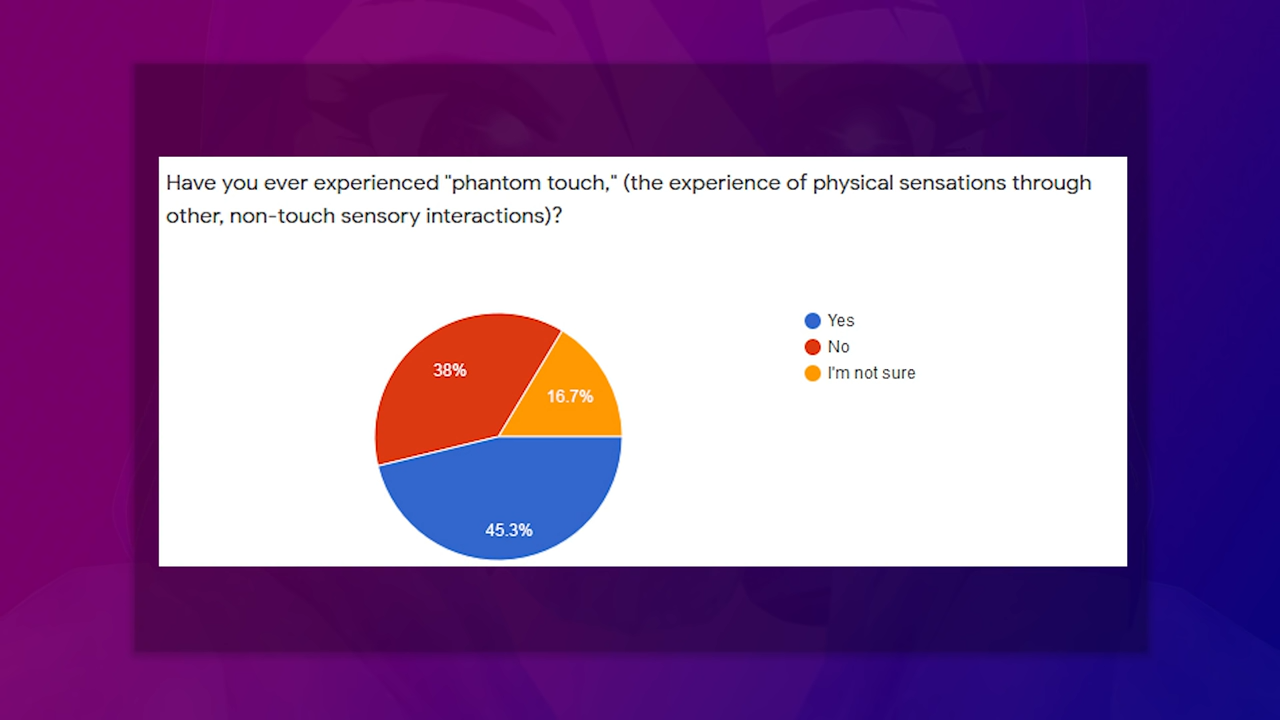 Have you ever experienced "phantom touch," (the experience of physical sensations through
other, non-touch sensory interactions)?
Yes
No
I'm not sure
38%
16.7%
45.3%